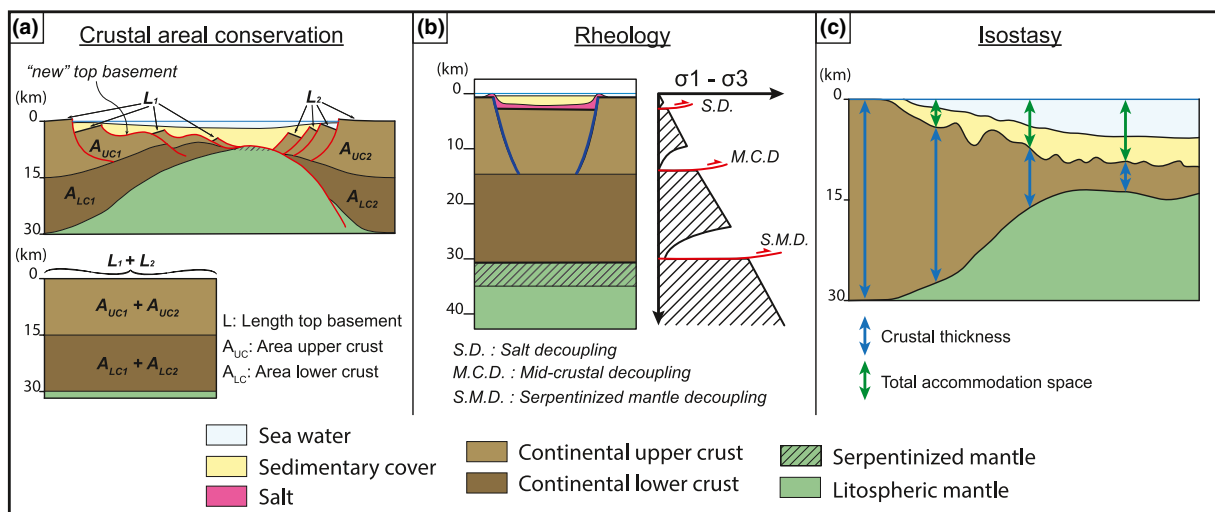 (a)
Crustal area conservation
"new" top basement
(km)
L1
L2
0
15
30
AUC1
AUC2
ALC1
ALC2
(km)
L1 + L2
0
15
30
AUC1 + AUC2
ALC1 + ALC2
L: Length top basement
AUC: Area upper crust
ALC: Area lower crust
(b)
Rheology
(km)
σ1 - σ3
0
10
20
30
40
S.D.
M.C.D
S.M.D.
S.D. : Salt decoupling
M.C.D. : Mid-crustal decoupling
S.M.D. : Serpentinized mantle decoupling
(c)
Isostasy
(km)
0
15
30
Crustal thickness
Total accommodation space
Sea water
Sedimentary cover
Salt
Continental upper crust
Continental lower crust
Serpentinized mantle
Litospheric mantle